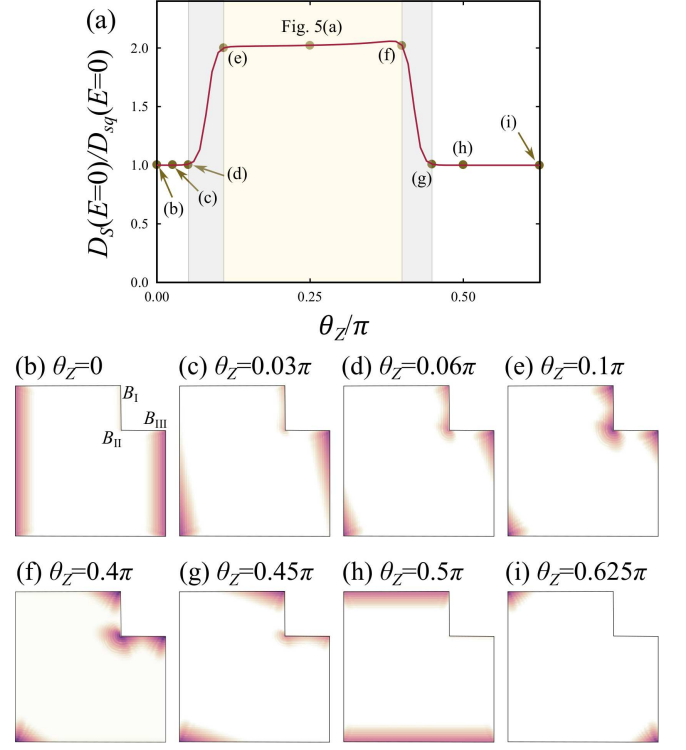 (a)
Fig. 5(a)
2.0
1.5
1.0
0.5
0.0
D_S(E=0)/D_sq(E=0)
(e)
(f)
(i)
(h)
(d)
(c)
(b)
(g)
0.00
0.25
0.50
θ_Z/π
(b) θ_Z=0
(c) θ_Z=0.03π
(d) θ_Z=0.06π
(e) θ_Z=0.1π
B_I
B_III
B_II
(f) θ_Z=0.4π
(g) θ_Z=0.45π
(h) θ_Z=0.5π
(i) θ_Z=0.625π